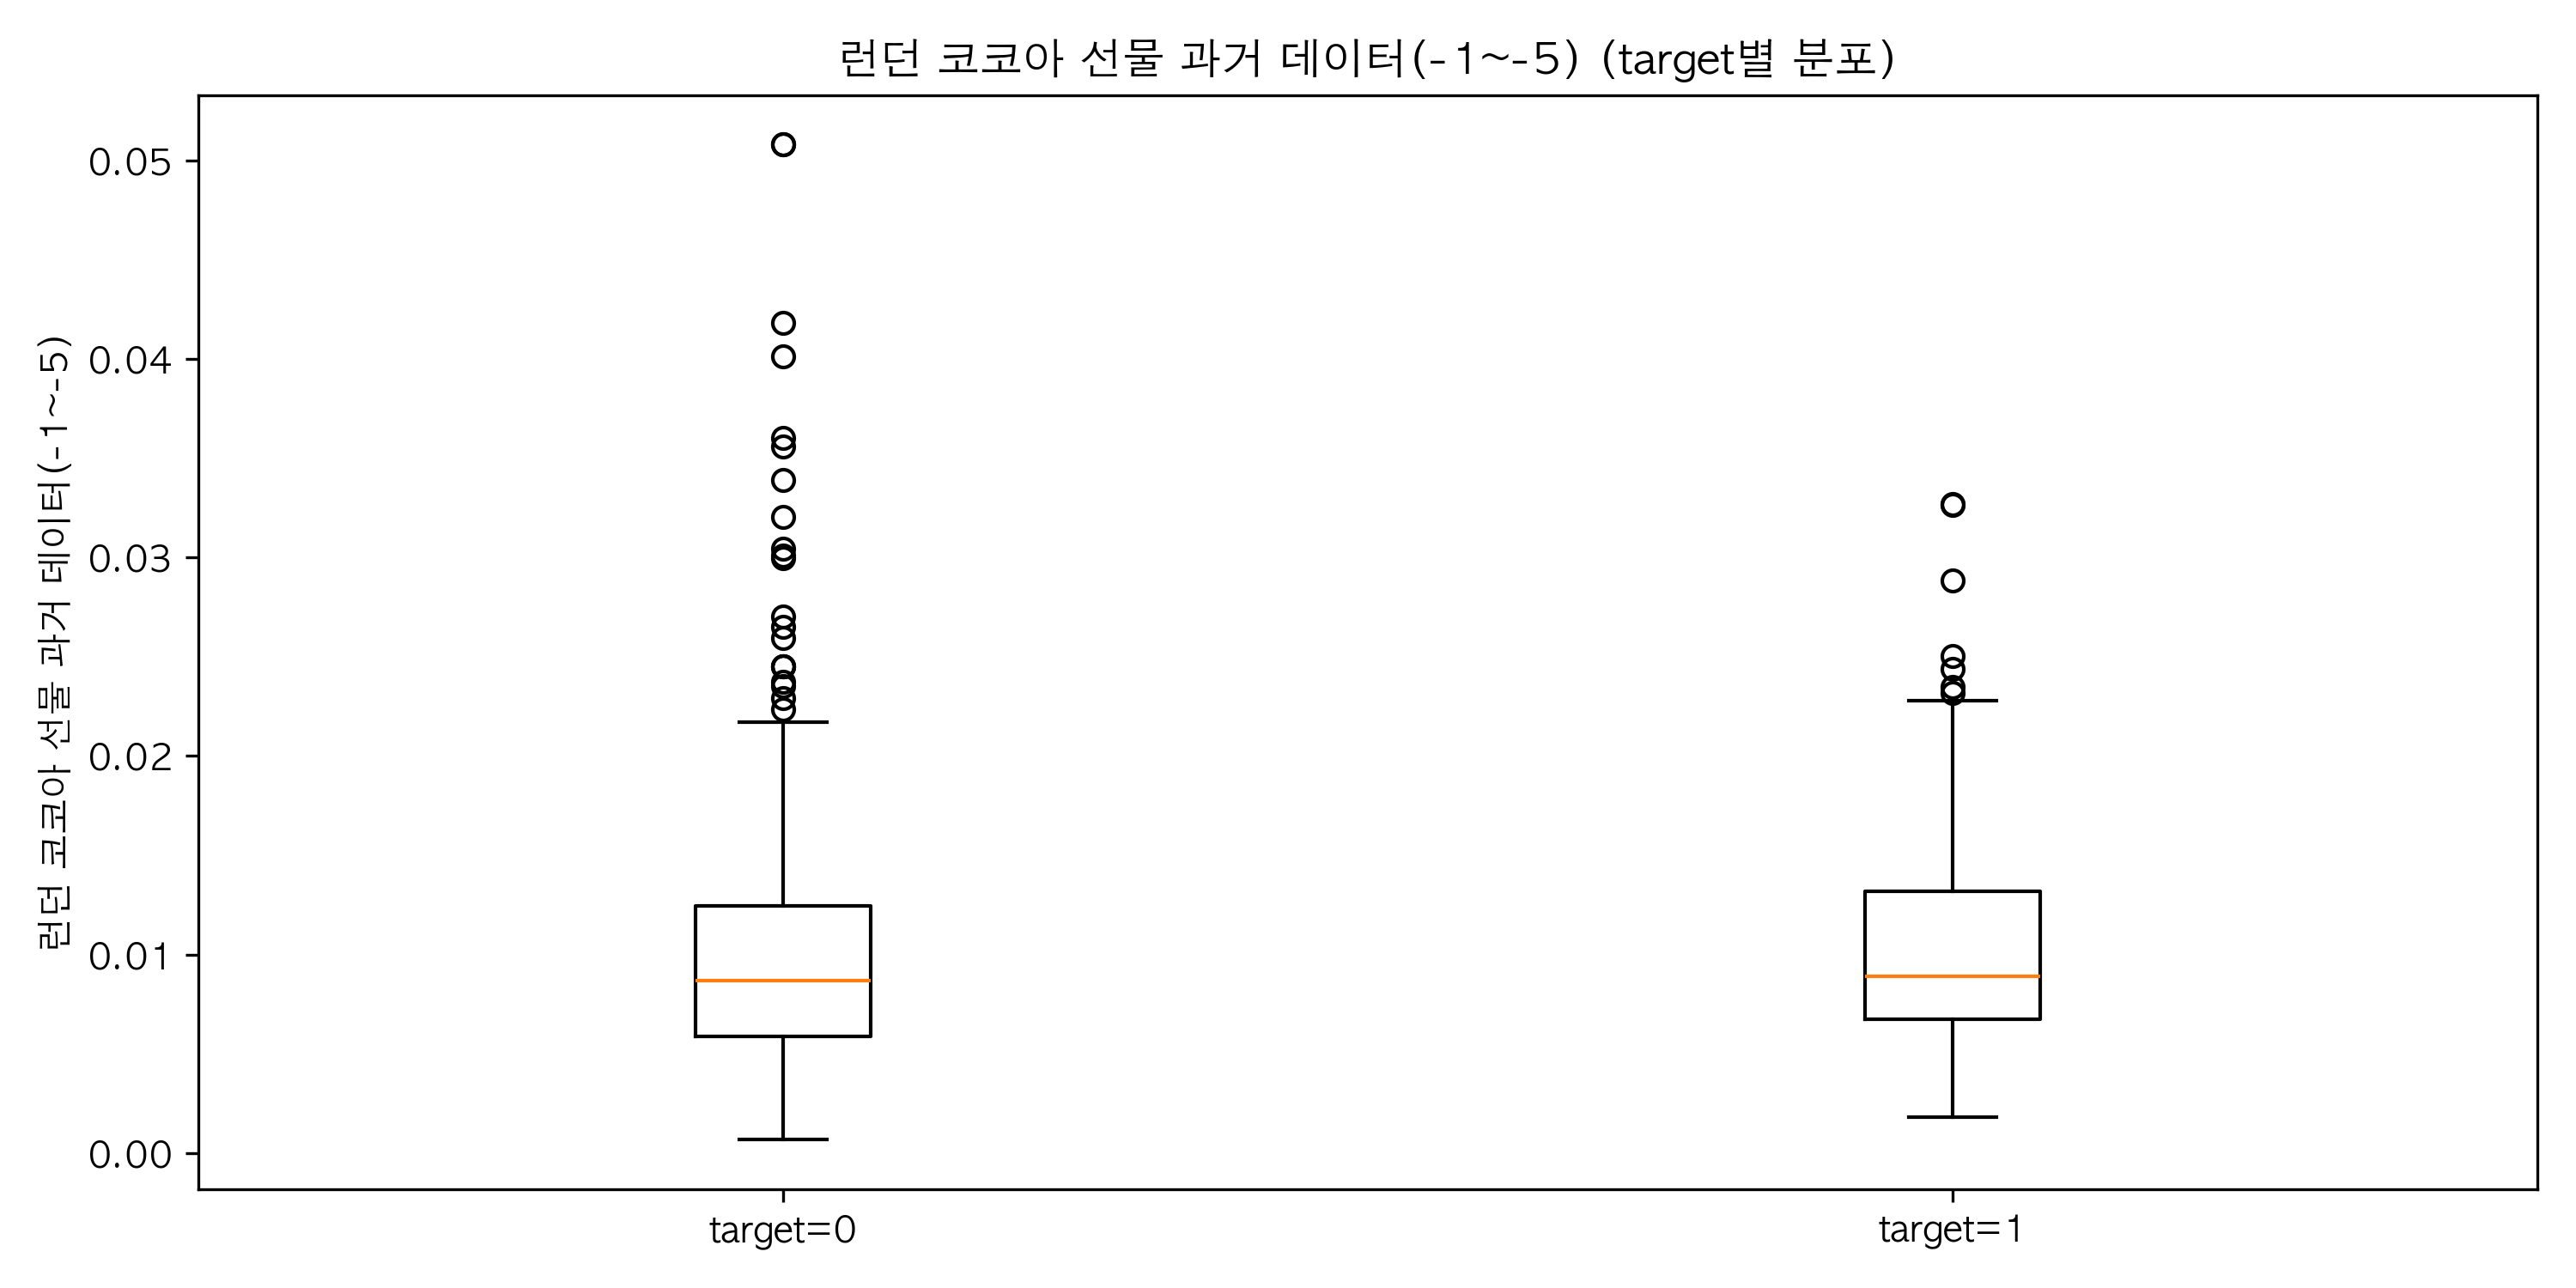 런던 코코아 선물 과거 데이터(-1~-5) (target별 분포)
런던 코코아 선물 과거 데이터(-1~-5)
0.05
0.04
0.03
0.02
0.01
0.00
target=0
target=1